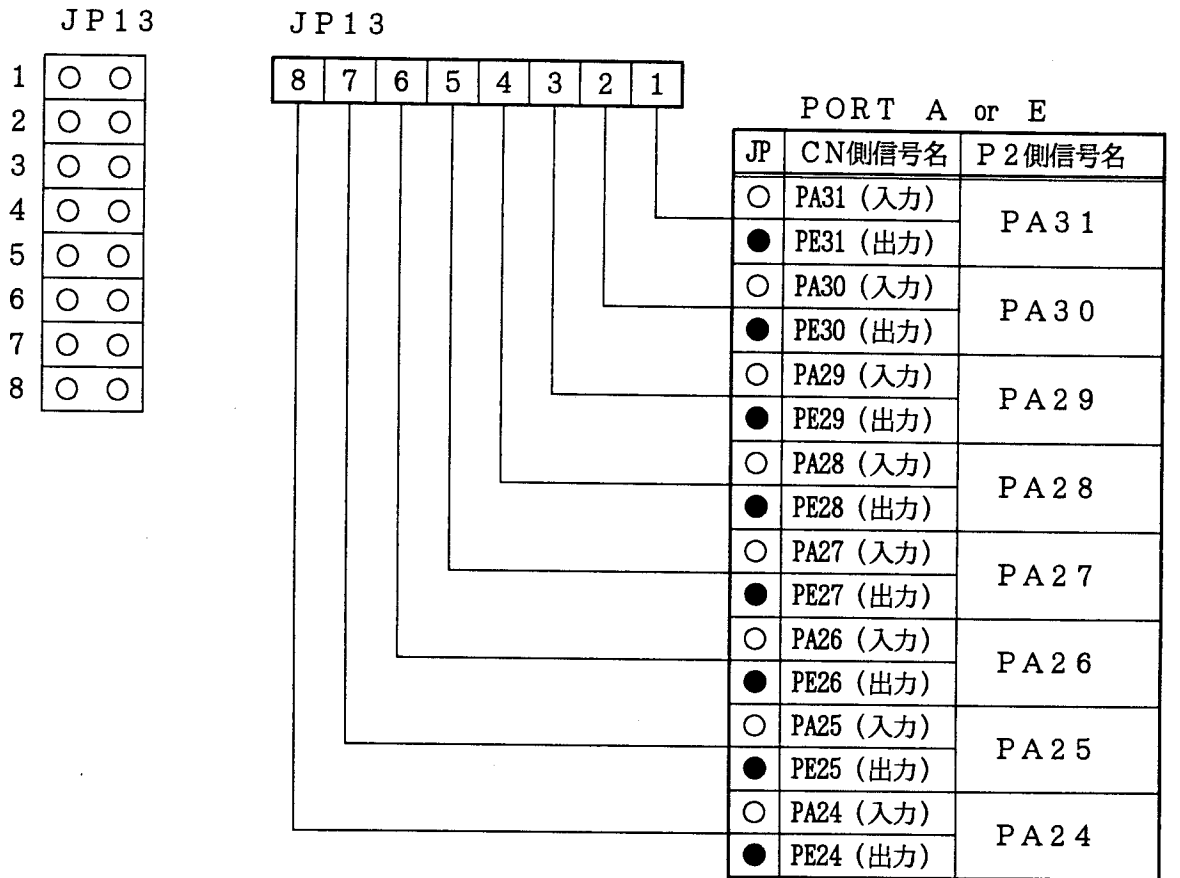 JP13
1
2
3
4
5
6
7
8
JP13
8 7 6 5 4 3 2 1
PORT A or E
JP CN側信号名 P2側信号名
○ PA31 (入力) PA31
● PE31 (出力)
○ PA30 (入力) PA30
● PE30 (出力)
○ PA29 (入力) PA29
● PE29 (出力)
○ PA28 (入力) PA28
● PE28 (出力)
○ PA27 (入力) PA27
● PE27 (出力)
○ PA26 (入力) PA26
● PE26 (出力)
○ PA25 (入力) PA25
● PE25 (出力)
○ PA24 (入力) PA24
● PE24 (出力)